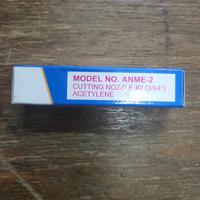 MODEL NO. ANME-2
CUTTING NOZZLE #2 (3/64")
ACETYLENE